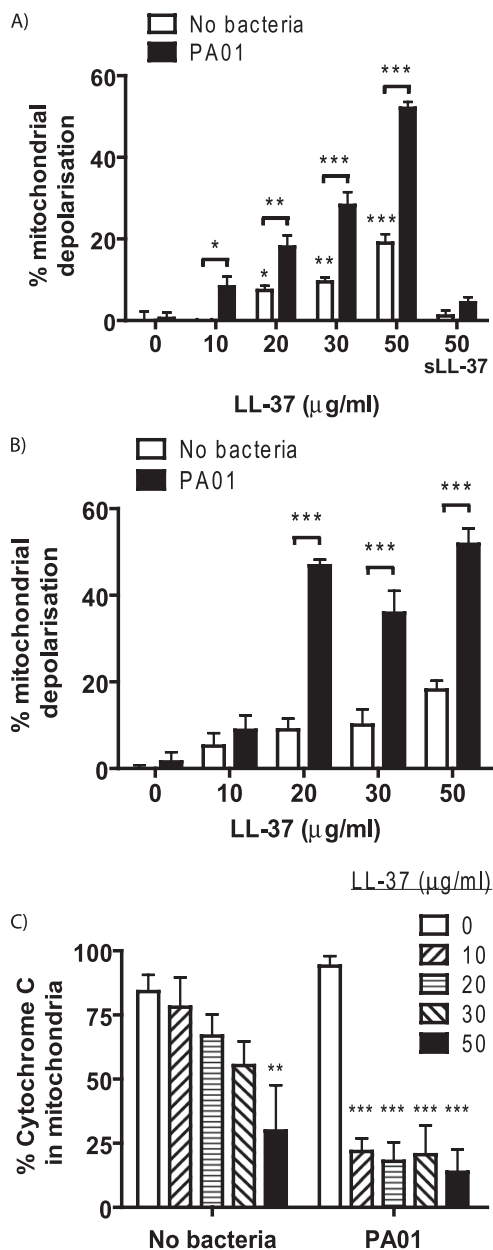 A)
No bacteria
PA01
60
40
20
0
% mitochondrial
depolarisation
*
*
**
**
***
***
***
0 10 20 30 50 50
sLL-37
LL-37 (μg/ml)
B)
No bacteria
PA01
60
40
20
0
% mitochondrial
depolarisation
***
***
***
0 10 20 30 50
LL-37 (μg/ml)
LL-37 (μg/ml)
C)
0
10
20
30
50
100
75
50
25
0
% Cytochrome C
in mitochondria
**
*** *** *** ***
No bacteria PA01